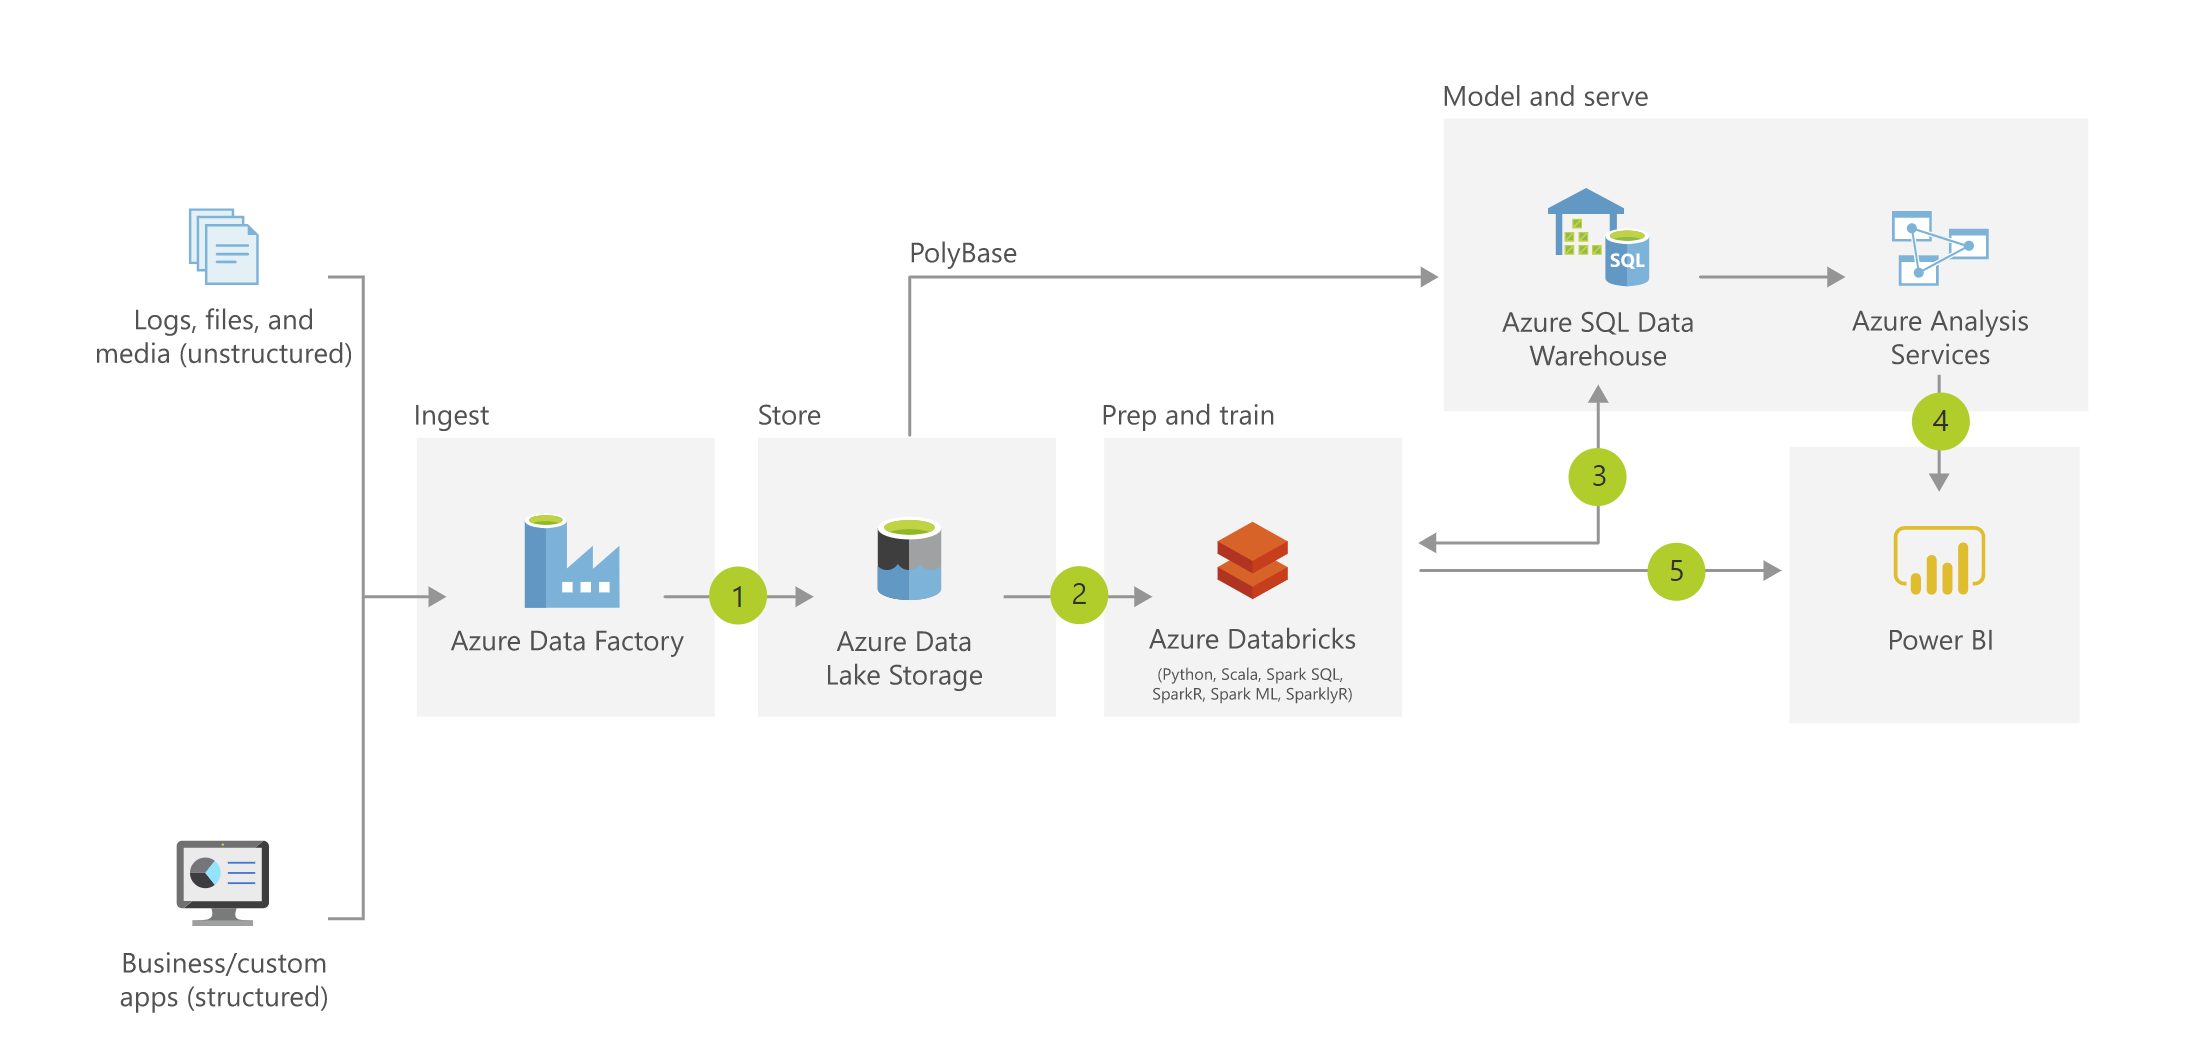 Model and serve
SQL
Azure SQL Data
Warehouse
Azure Analysis
Services
PolyBase
Logs, files, and
media (unstructured)
Ingest
Store
Prep and train
4
3
5
1
2
Azure Data Factory
Azure Data
Lake Storage
Azure Databricks
(Python, Scala, Spark SQL,
SparkR, Spark ML, SparklyR)
Power BI
Business/custom
apps (structured)